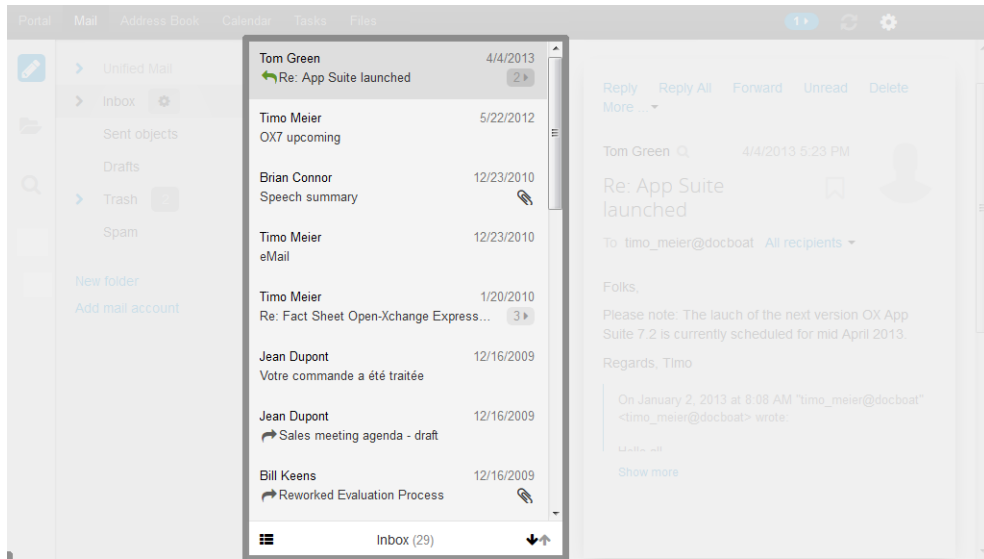 Portal Mail Address Book Calendar Tasks Files
1
Unified Mail
Inbox
Sent objects
Drafts
Trash
Spam
New folder
Add mail account
Tom Green 4/4/2013
Re: App Suite launched 2
Timo Meier 5/22/2012
OX7 upcoming
Brian Connor 12/23/2010
Speech summary
Timo Meier 12/23/2010
eMail
Timo Meier 1/20/2010
Re: Fact Sheet Open-Xchange Express... 3
Jean Dupont 12/16/2009
Votre commande a été traitée
Jean Dupont 12/16/2009
Sales meeting agenda - draft
Bill Keens 12/16/2009
Reworked Evaluation Process
Inbox (29)
Reply Reply All Forward Unread Delete
More ...
Tom Green 4/4/2013 5:23 PM
Re: App Suite
launched
To timo_meier@docboat All recipients
Folks,
Please note: The lauch of the next version OX App
Suite 7.2 is currently scheduled for mid April 2013.
Regards, TImo
On January 2, 2013 at 8:08 AM "timo_meier@docboat"
<timo_meier@docboat> wrote:
Hello all
Show more